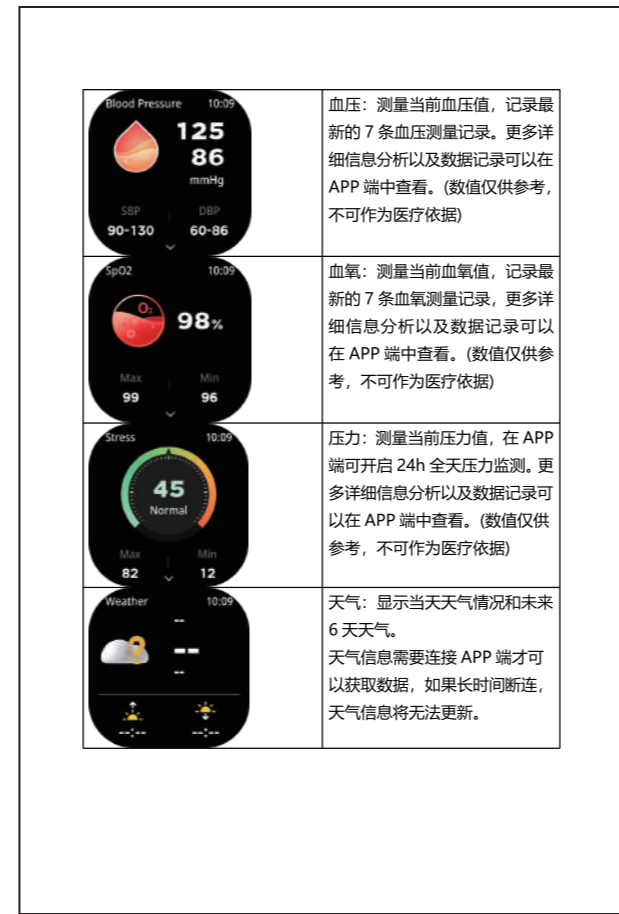 Blood Pressure 10:09
125
86
mmHg
SBP DBP
90-130 60-86
血压：测量当前血压值，记录最
新的 7 条血压测量记录。更多详
细信息分析以及数据记录可以在
APP 端中查看。(数值仅供参考，
不可作为医疗依据)
SpO2 10:09
O₂
98%
Max Min
99 96
血氧：测量当前血氧值，记录最
新的 7 条血氧测量记录，更多详
细信息分析以及数据记录可以
在 APP 端中查看。(数值仅供参
考，不可作为医疗依据)
Stress 10:09
45
Normal
Max Min
82 12
压力：测量当前压力值，在 APP
端可开启 24h 全天压力监测。更
多详细信息分析以及数据记录可
以在 APP 端中查看。(数值仅供
参考，不可作为医疗依据)
Weather 10:09
--
--
--
--:-- --:--
天气：显示当天天气情况和未来
6 天天气。
天气信息需要连接 APP 端才可
以获取数据，如果长时间断连，
天气信息将无法更新。